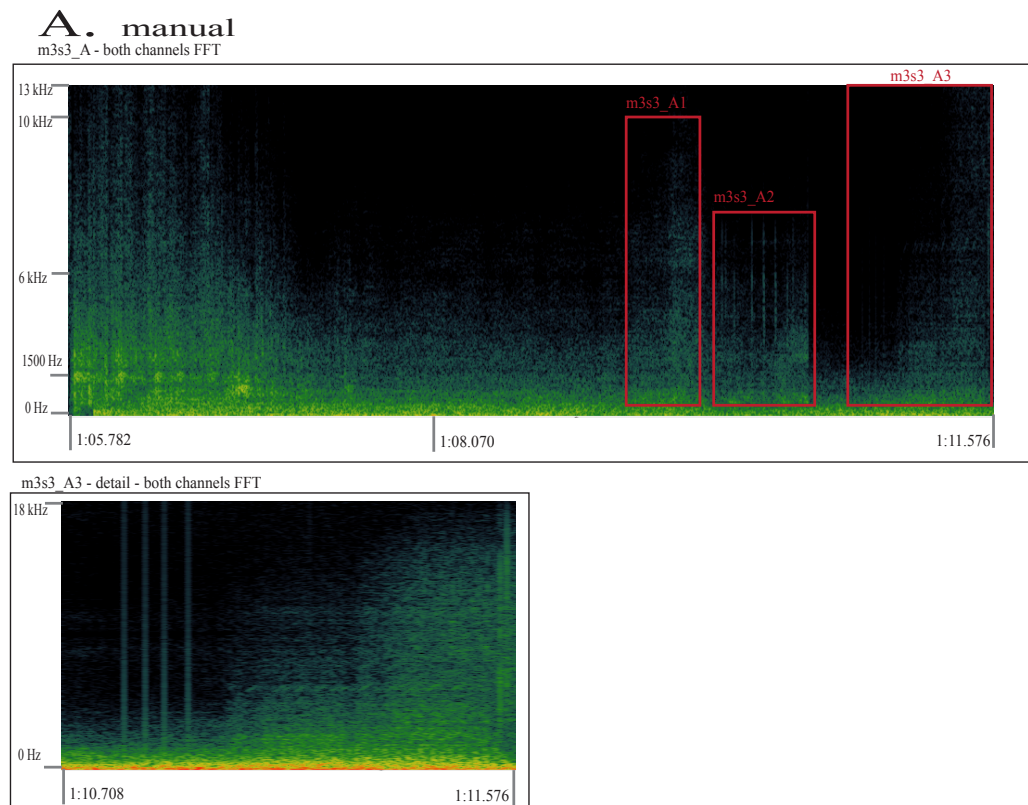 A. manual
m3s3_A - both channels FFT
13 kHz
m3s3_A3
10 kHz
m3s3_A1
m3s3_A2
6 kHz
1500 Hz
0 Hz
1:05.782
1:08.070
1:11.576
m3s3_A3 - detail - both channels FFT
18 kHz
0 Hz
1:10.708
1:11.576